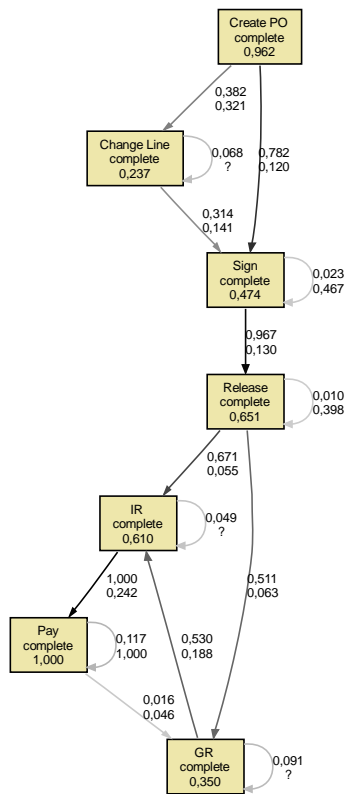 Create PO
complete
0,962
0,382
0,321
Change Line
complete
0,237
0,068
?
0,782
0,120
0,314
0,141
Sign
complete
0,474
0,023
0,467
0,967
0,130
Release
complete
0,651
0,010
0,398
0,671
0,055
IR
complete
0,610
0,049
?
1,000
0,242
0,511
0,063
Pay
complete
1,000
0,117
1,000
0,530
0,188
0,016
0,046
GR
complete
0,350
0,091
?